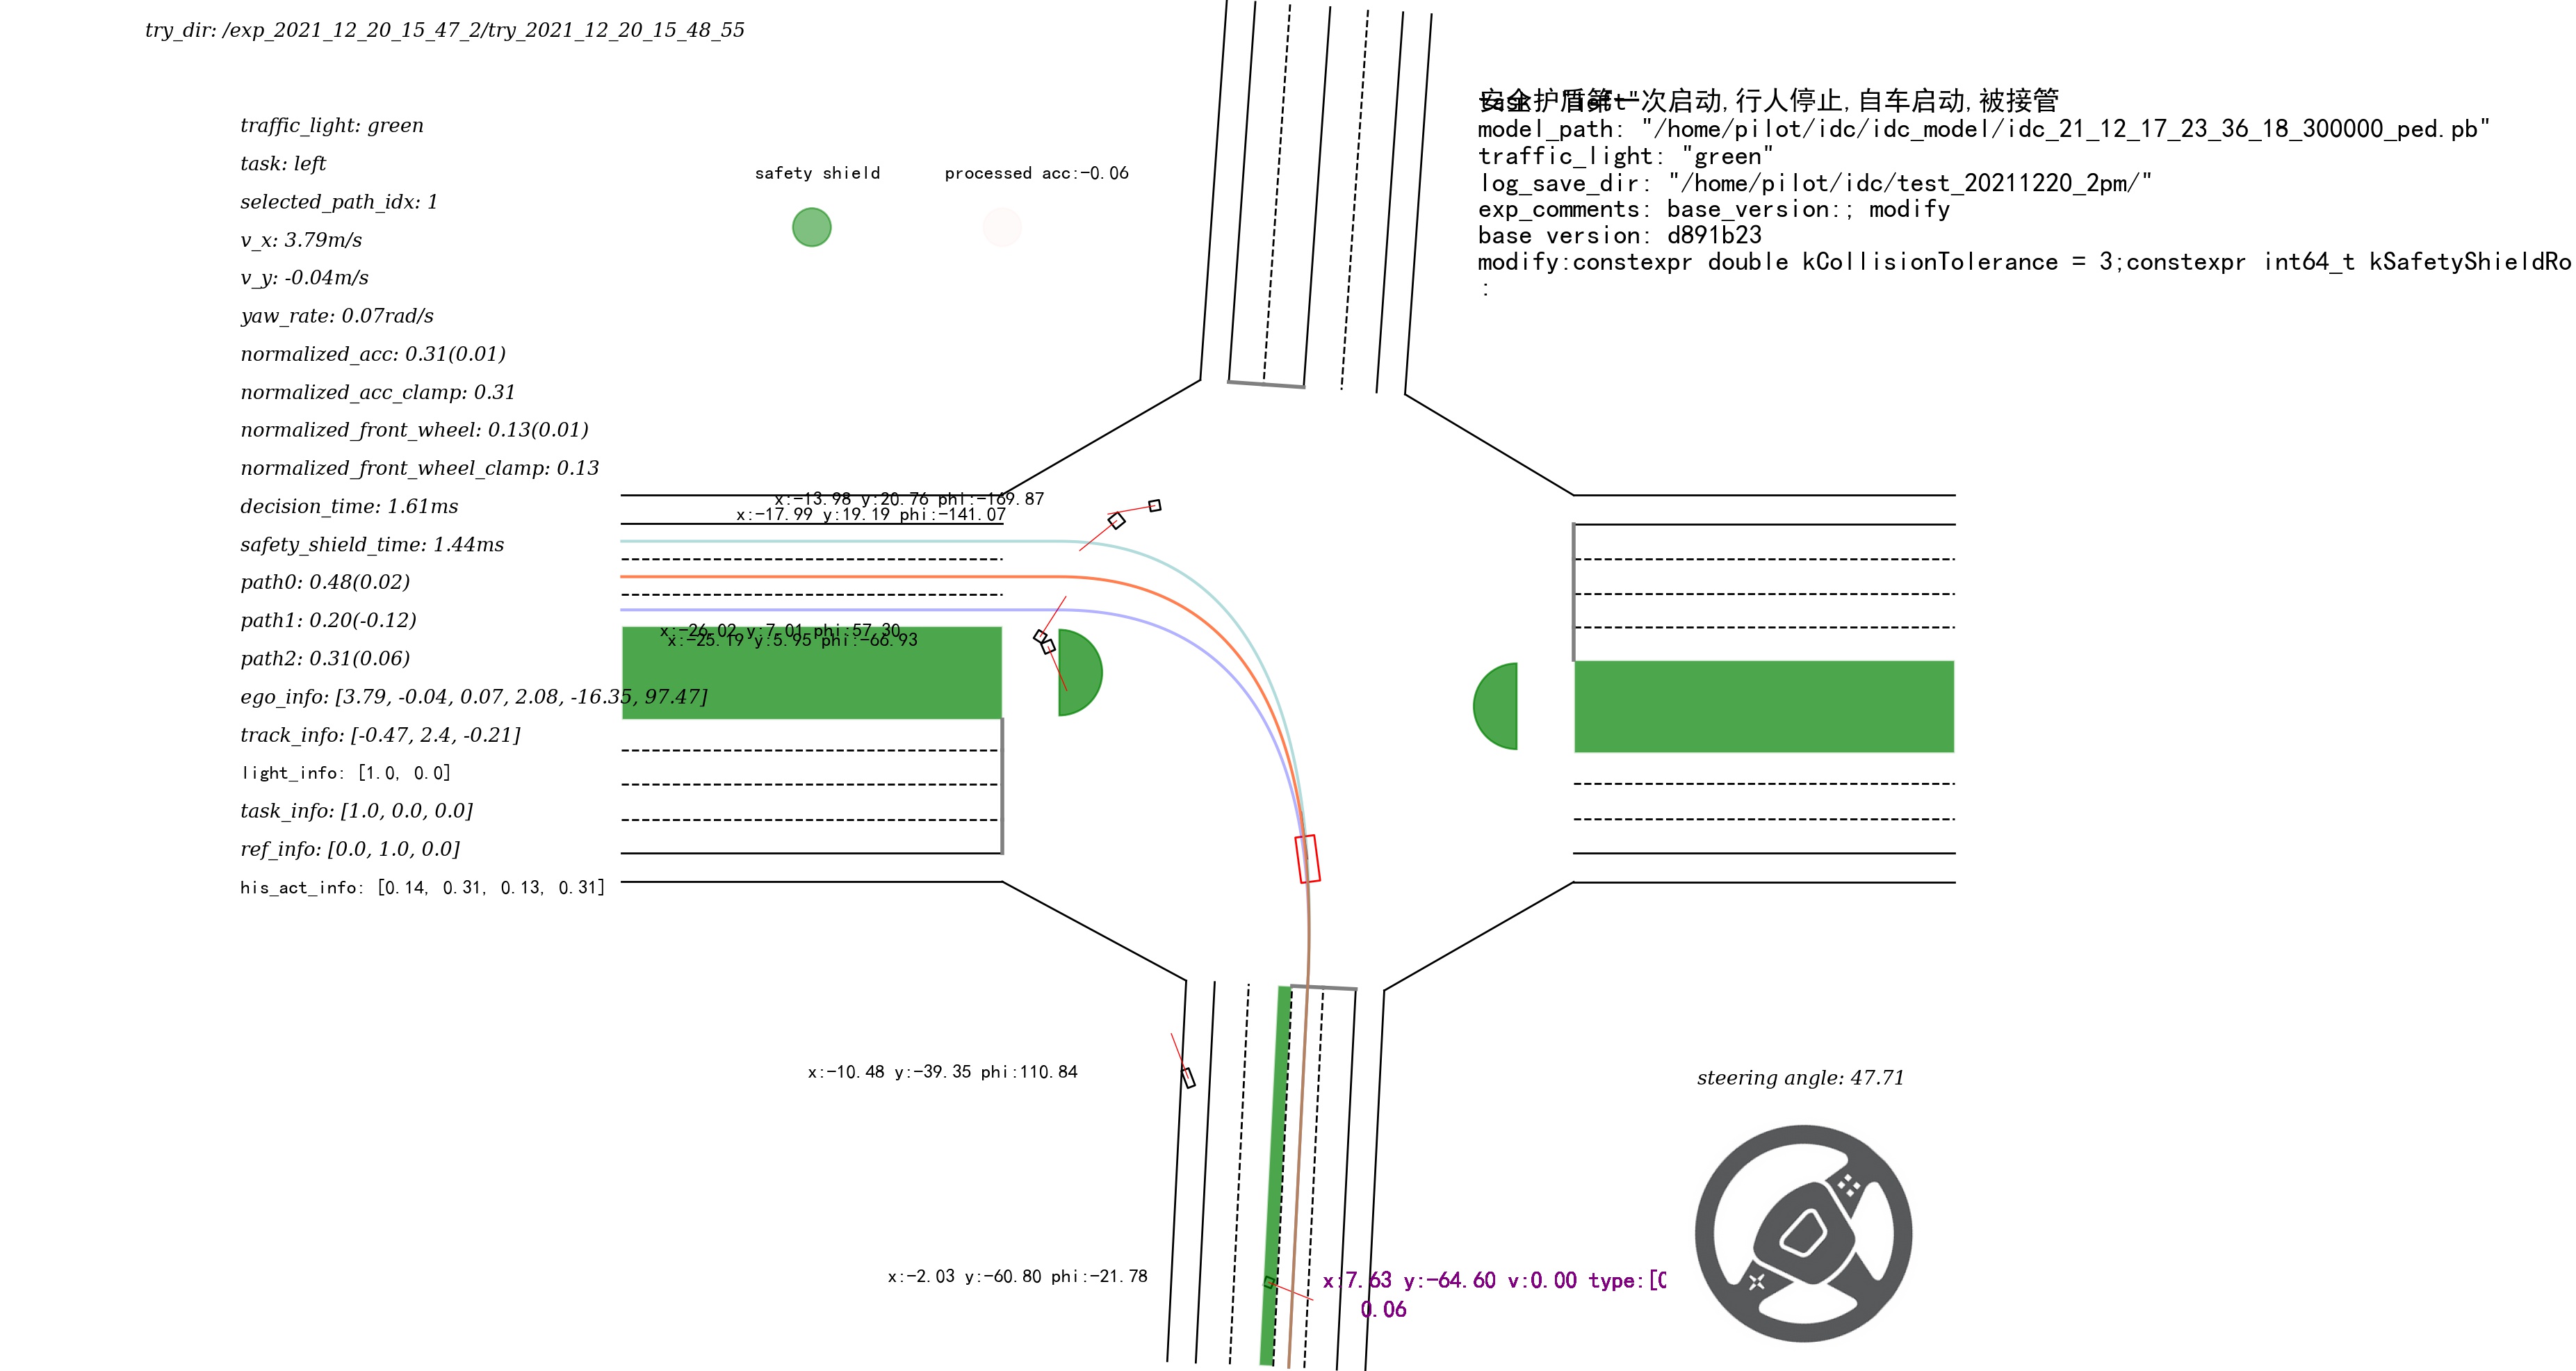 try_dir: /exp_2021_12_20_15_47_2/try_2021_12_20_15_48_55
traffic_light: green
task: left
selected_path_idx: 1
v_x: 3.79m/s
v_y: -0.04m/s
yaw_rate: 0.07rad/s
normalized_acc: 0.31(0.01)
normalized_acc_clamp: 0.31
normalized_front_wheel: 0.13(0.01)
normalized_front_wheel_clamp: 0.13
decision_time: 1.61ms
safety_shield_time: 1.44ms
path0: 0.48(0.02)
path1: 0.20(-0.12)
path2: 0.31(0.06)
ego_info: [3.79, -0.04, 0.07, 2.08, -16.35, 97.47]
track_info: [-0.47, 2.4, -0.21]
light_info: [1.0, 0.0]
task_info: [1.0, 0.0, 0.0]
ref_info: [0.0, 1.0, 0.0]
his_act_info: [0.14, 0.31, 0.13, 0.31]
safety shield
processed acc:-0.06
安全护盾第一次启动,行人停止,自车启动,被接管
task: "left"
model_path: "/home/pilot/idc/idc_model/idc_21_12_17_23_36_18_300000_ped.pb"
traffic_light: "green"
log_save_dir: "/home/pilot/idc/test_20211220_2pm/"
exp_comments: base_version:; modify
base version: d891b23
modify:constexpr double kCollisionTolerance = 3;constexpr int64_t kSafetyShieldRo
:
x:-13.98 y:20.76 phi:-169.87
x:-17.99 y:19.19 phi:-141.07
x:-26.02 y:7.01 phi:57.30
x:-25.19 y:5.95 phi:-66.93
x:-10.48 y:-39.35 phi:110.84
x:-2.03 y:-60.80 phi:-21.78
x:7.63 y:-64.60 v:0.00 type:[0
0.06
steering angle: 47.71